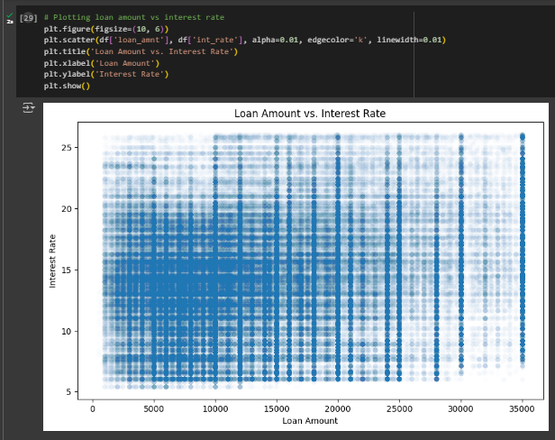 [29] # Plotting loan amount vs interest rate
plt.figure(figsize=(10, 6))
plt.scatter(df['loan_amnt'], df['int_rate'], alpha=0.01, edgecolor='k', linewidth=0.01)
plt.title('Loan Amount vs. Interest Rate')
plt.xlabel('Loan Amount')
plt.ylabel('Interest Rate')
plt.show()
Loan Amount vs. Interest Rate
25
20
15
10
5
Interest Rate
0 5000 10000 15000 20000 25000 30000 35000
Loan Amount